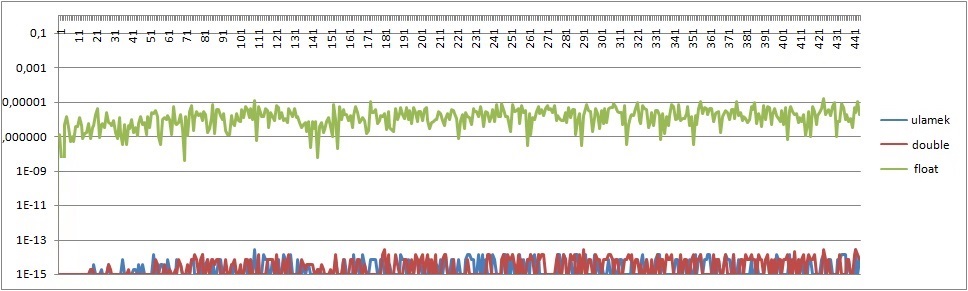 1 11 21 31 41 51 61 71 81 91 101 111 121 131 141 151 161 171 181 191 201 211 221 231 241 251 261 271 281 291 301 311 321 331 341 351 361 371 381 391 401 411 421 431 441
0,1
0,001
0,00001
,000000
1E-09
1E-11
1E-13
1E-15
ulamek
double
float